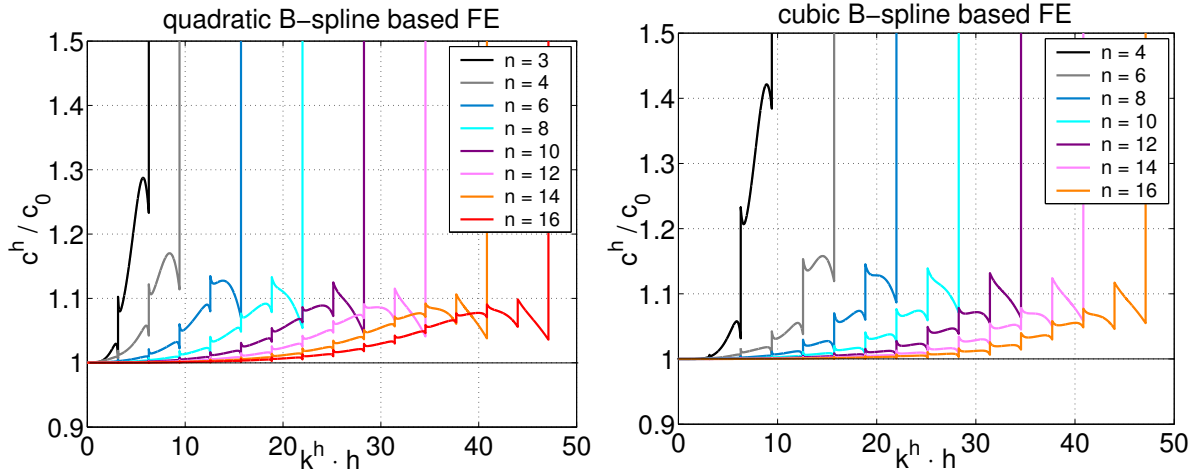 quadratic B−spline based FE
1.5
1.4
1.3
1.2
1.1
1
0.9
c^h / c_0
0
10
20
30
40
50
k^h · h
n = 3
n = 4
n = 6
n = 8
n = 10
n = 12
n = 14
n = 16
cubic B−spline based FE
1.5
1.4
1.3
1.2
1.1
1
0.9
c^h / c_0
0
10
20
30
40
50
k^h · h
n = 4
n = 6
n = 8
n = 10
n = 12
n = 14
n = 16